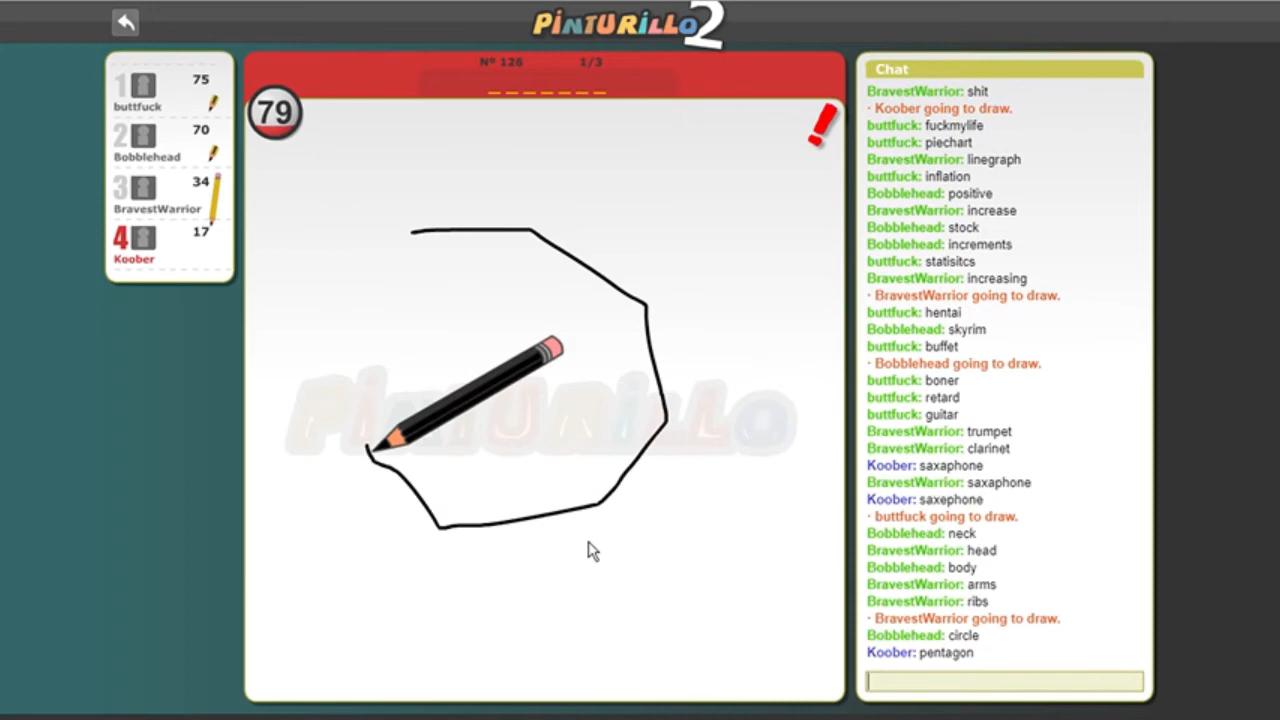 PiNTURiLLo 2
Nº 126 1/3
_ _ _ _ _ _ _ _
79
1 75
buttfuck
2 70
Bobblehead
3 34
BravestWarrior
4 17
Koober
PiNTURiLLo
Chat
BravestWarrior: shit
· Koober going to draw.
buttfuck: fuckmylife
buttfuck: piechart
BravestWarrior: linegraph
buttfuck: inflation
Bobblehead: positive
BravestWarrior: increase
Bobblehead: stock
Bobblehead: increments
buttfuck: statisitcs
BravestWarrior: increasing
· BravestWarrior going to draw.
buttfuck: hentai
Bobblehead: skyrim
buttfuck: buffet
· Bobblehead going to draw.
buttfuck: boner
buttfuck: retard
buttfuck: guitar
BravestWarrior: trumpet
BravestWarrior: clarinet
Koober: saxaphone
BravestWarrior: saxaphone
Koober: saxephone
· buttfuck going to draw.
Bobblehead: neck
BravestWarrior: head
Bobblehead: body
BravestWarrior: arms
BravestWarrior: ribs
· BravestWarrior going to draw.
Bobblehead: circle
Koober: pentagon